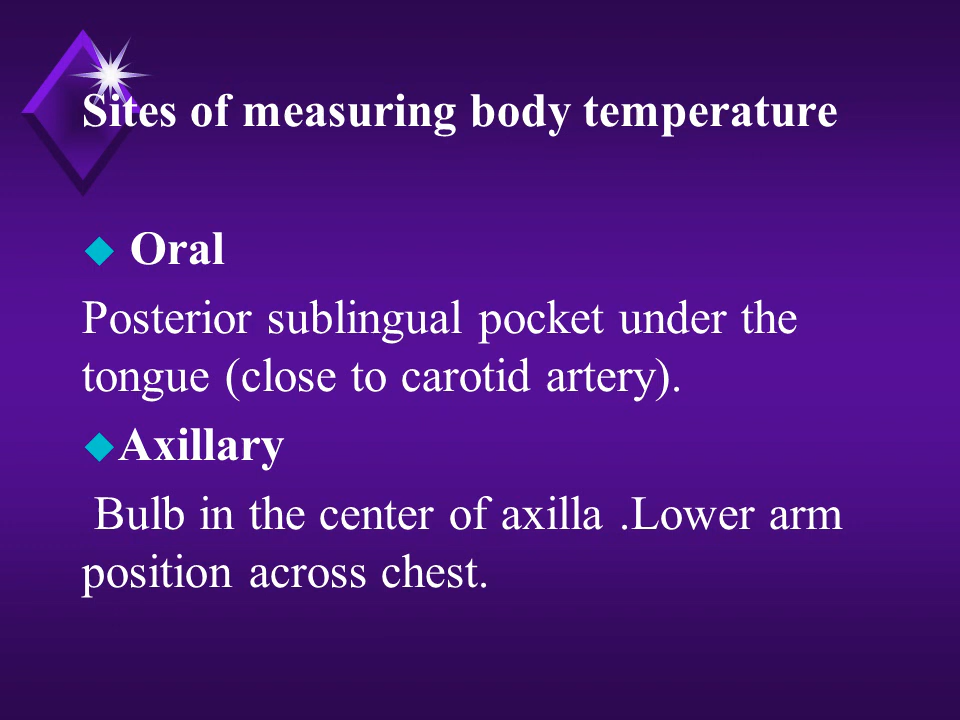 Sites of measuring body temperature
Oral
Posterior sublingual pocket under the
tongue (close to carotid artery).
Axillary
Bulb in the center of axilla .Lower arm
position across chest.